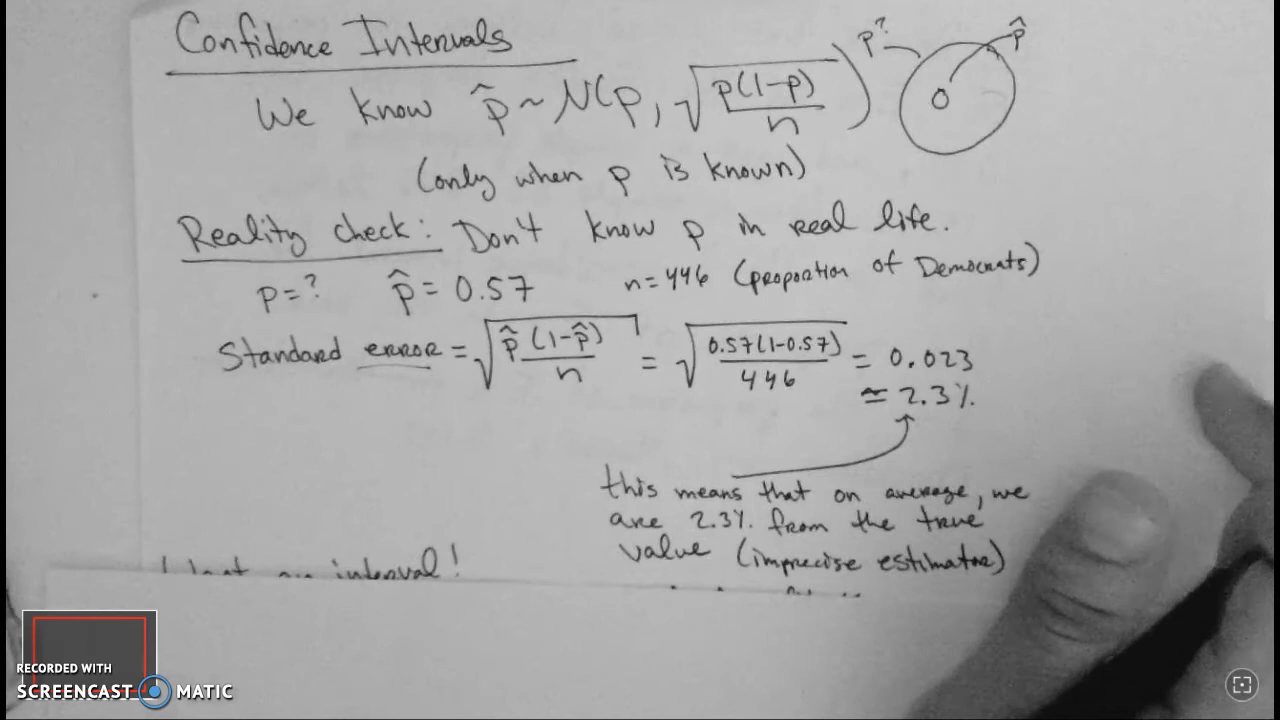 Confidence Intervals
p? p̂
We know p̂ ~ N(p, √(p(1-p)/n))
(only when p is known)
Reality check: Don't know p in real life.
p=? p̂ = 0.57 n=446 (proportion of Democrats)
Standard error = √(p̂(1-p̂)/n) = √(0.57(1-0.57)/446) = 0.023
≃ 2.3%
this means that on average, we
are 2.3% from the true
value (imprecise estimator)
interval!
RECORDED WITH
SCREENCAST MATIC